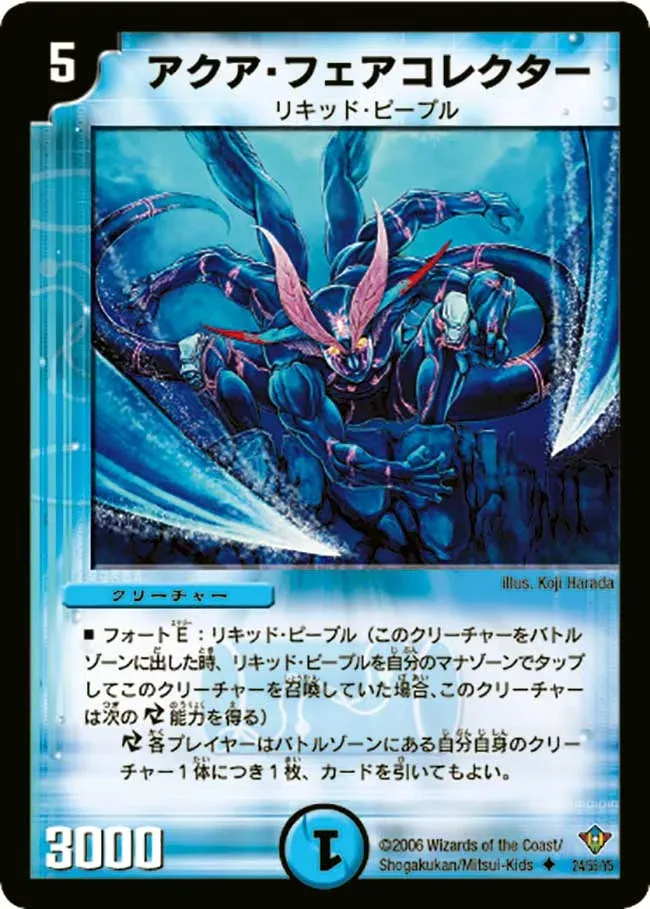 5
アクア・フェアコレクター
リキッド・ピープル
illus. Koji Harada
クリーチャー
■ フォートE：リキッド・ピープル（このクリーチャーをバトル
ゾーンに出した時、リキッド・ピープルを自分のマナゾーンでタップ
してこのクリーチャーを召喚していた場合、このクリーチャー
は次の 能力を得る）
各プレイヤーはバトルゾーンにある自分自身のクリー
チャー1体につき1枚、カードを引いてもよい。
3000
1
©2006 Wizards of the Coast/
Shogakukan/Mitsui-Kids
24/55 Y5